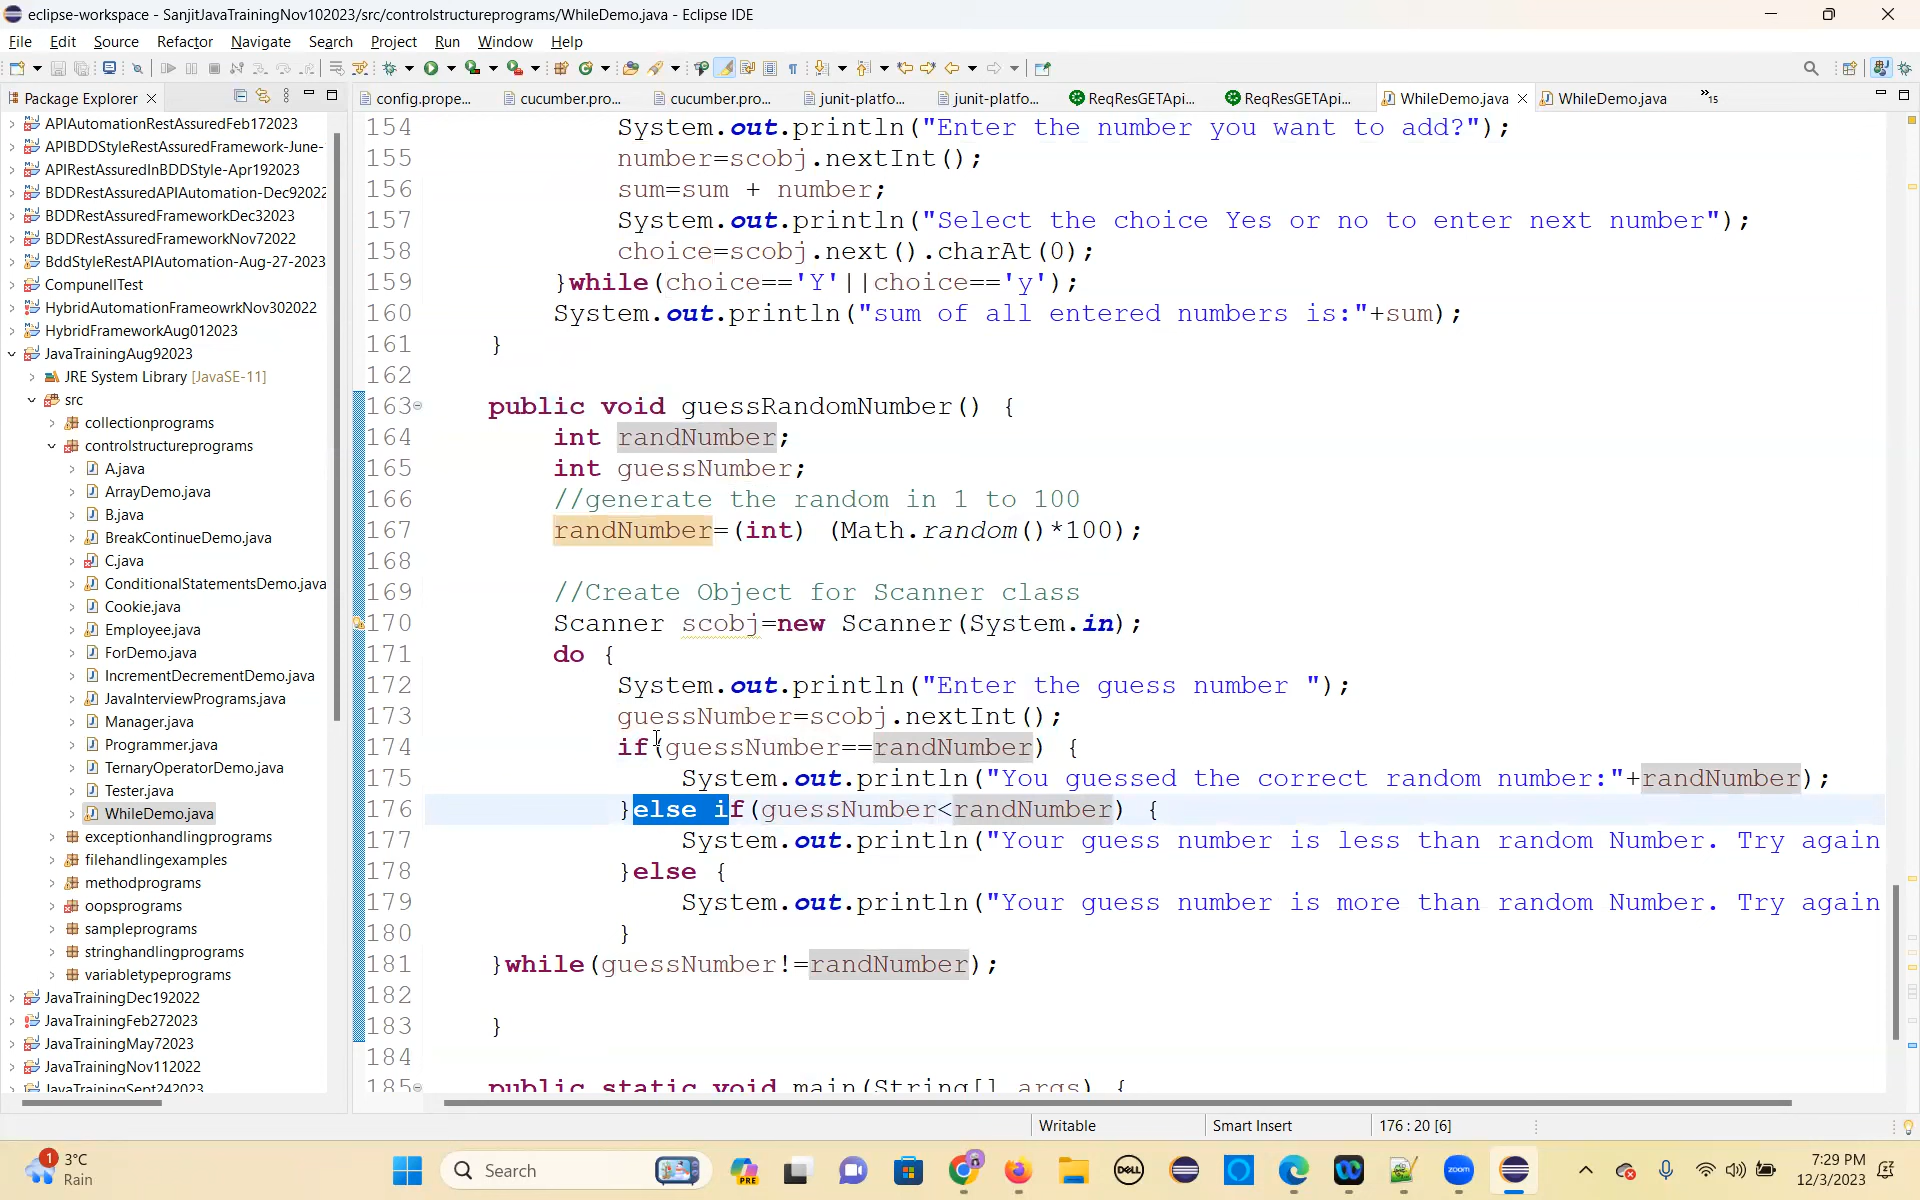 eclipse-workspace - SanjitJavaTrainingNov102023/src/controlstructureprograms/WhileDemo.java - Eclipse IDE
File Edit Source Refactor Navigate Search Project Run Window Help
Package Explorer
config.prope... cucumber.pro... cucumber.pro... junit-platfo... junit-platfo... ReqResGETApi... ReqResGETApi... WhileDemo.java WhileDemo.java »15
APIAutomationRestAssuredFeb172023
APIBDDStyleRestAssuredFramework-June-
APIRestAssuredInBDDStyle-Apr192023
BDDRestAssuredAPIAutomation-Dec92022
BDDRestAssuredFrameworkDec32023
BDDRestAssuredFrameworkNov72022
BddStyleRestAPIAutomation-Aug-27-2023
CompunellTest
HybridAutomationFrameowrkNov302022
HybridFrameworkAug012023
JavaTrainingAug92023
JRE System Library [JavaSE-11]
src
collectionprograms
controlstructureprograms
A.java
ArrayDemo.java
B.java
BreakContinueDemo.java
C.java
ConditionalStatementsDemo.java
Cookie.java
Employee.java
ForDemo.java
IncrementDecrementDemo.java
JavaInterviewPrograms.java
Manager.java
Programmer.java
TernaryOperatorDemo.java
Tester.java
WhileDemo.java
exceptionhandlingprograms
filehandlingexamples
methodprograms
oopsprograms
sampleprograms
stringhandlingprograms
variabletypeprograms
JavaTrainingDec192022
JavaTrainingFeb272023
JavaTrainingMay72023
JavaTrainingNov112022
JavaTrainingSept242023
154 System.out.println("Enter the number you want to add?");
155 number=scobj.nextInt();
156 sum=sum + number;
157 System.out.println("Select the choice Yes or no to enter next number");
158 choice=scobj.next().charAt(0);
159 }while(choice=='Y'||choice=='y');
160 System.out.println("sum of all entered numbers is:"+sum);
161 }
162
163 public void guessRandomNumber() {
164 int randNumber;
165 int guessNumber;
166 //generate the random in 1 to 100
167 randNumber=(int) (Math.random()*100);
168
169 //Create Object for Scanner class
170 Scanner scobj=new Scanner(System.in);
171 do {
172 System.out.println("Enter the guess number ");
173 guessNumber=scobj.nextInt();
174 if(guessNumber==randNumber) {
175 System.out.println("You guessed the correct random number:"+randNumber);
176 }else if(guessNumber<randNumber) {
177 System.out.println("Your guess number is less than random Number. Try again
178 }else {
179 System.out.println("Your guess number is more than random Number. Try again
180 }
181 }while(guessNumber!=randNumber);
182
183 }
184
185 public static void main(String[] args) {
Writable Smart Insert 176 : 20 [6]
1 3°C
Rain
Search
PRE
DELL
zoom
7:29 PM
12/3/2023